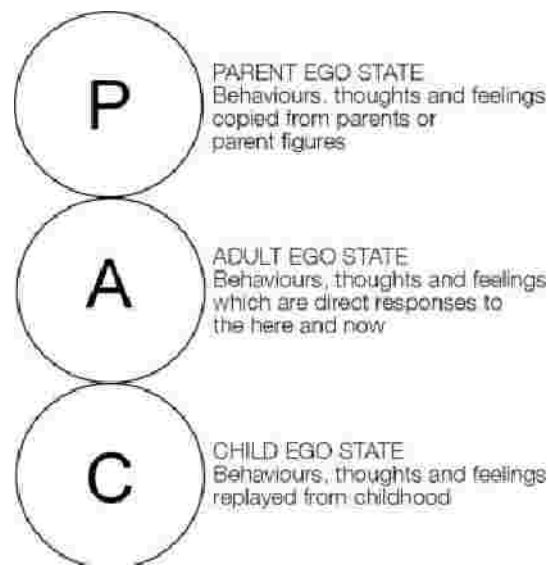 P
PARENT EGO STATE
Behaviours, thoughts and feelings
copied from parents or
parent figures
A
ADULT EGO STATE
Behaviours, thoughts and feelings
which are direct responses to
the here and now
C
CHILD EGO STATE
Behaviours, thoughts and feelings
replayed from childhood